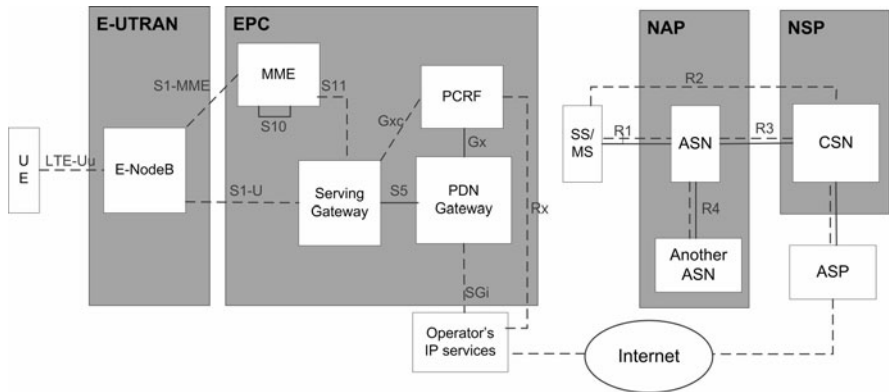 E-UTRAN
EPC
NAP
NSP
S1-MME
MME
S11
S10
PCRF
Gxc
Gx
R2
U
E
LTE-Uu
E-NodeB
S1-U
Serving
Gateway
S5
PDN
Gateway
Rx
SS/
MS
R1
ASN
R3
CSN
R4
Another
ASN
ASP
SGi
Operator's
IP services
Internet